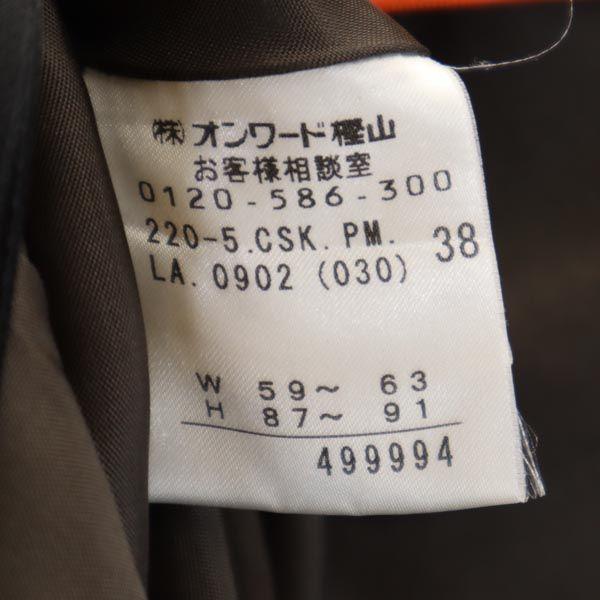 ㈱オンワード樫山
お客様相談室
0120-586-300
220-5.CSK.PM. 38
LA.0902 (030)
W 59〜 63
H 87〜 91
499994